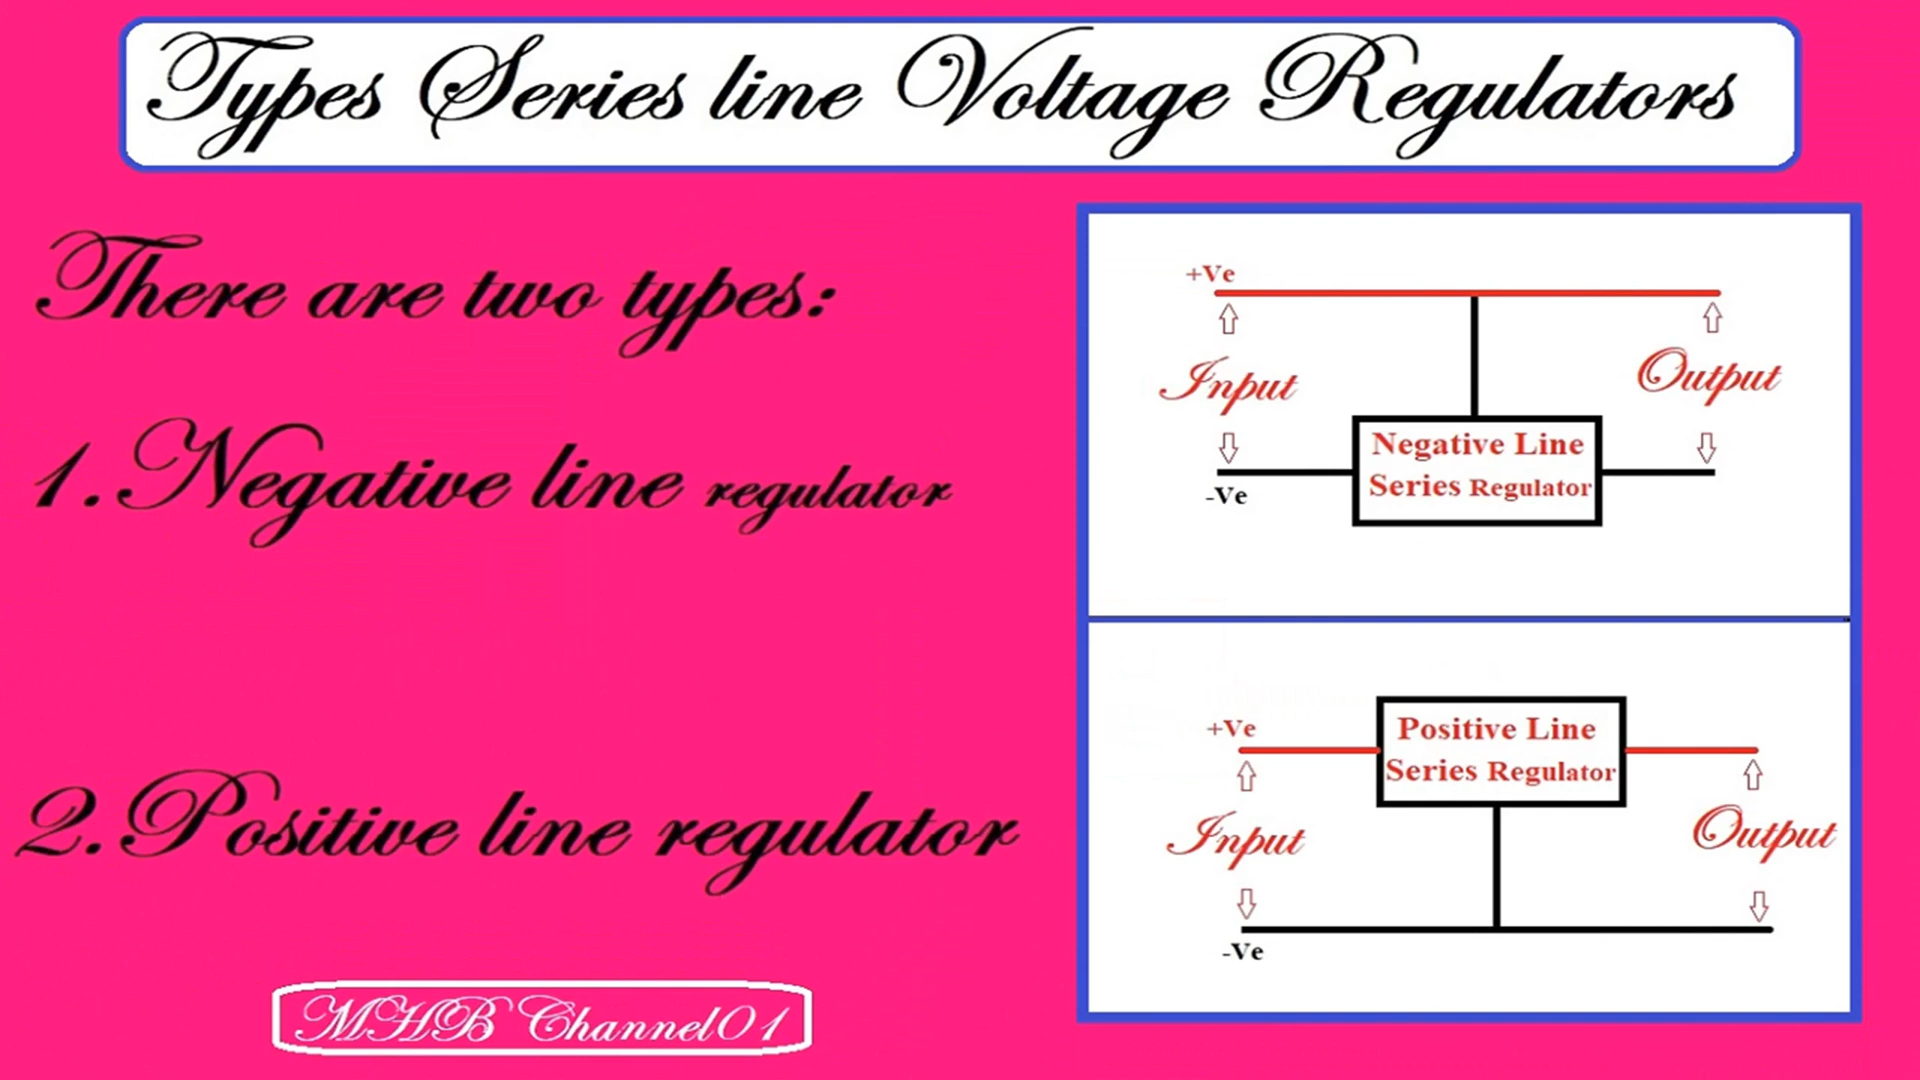 Types Series line Voltage Regulators
There are two types:
1. Negative line regulator
2. Positive line regulator
MHB Channel01
+Ve
Input
Output
Negative Line
Series Regulator
-Ve
+Ve
Positive Line
Series Regulator
Input
Output
-Ve